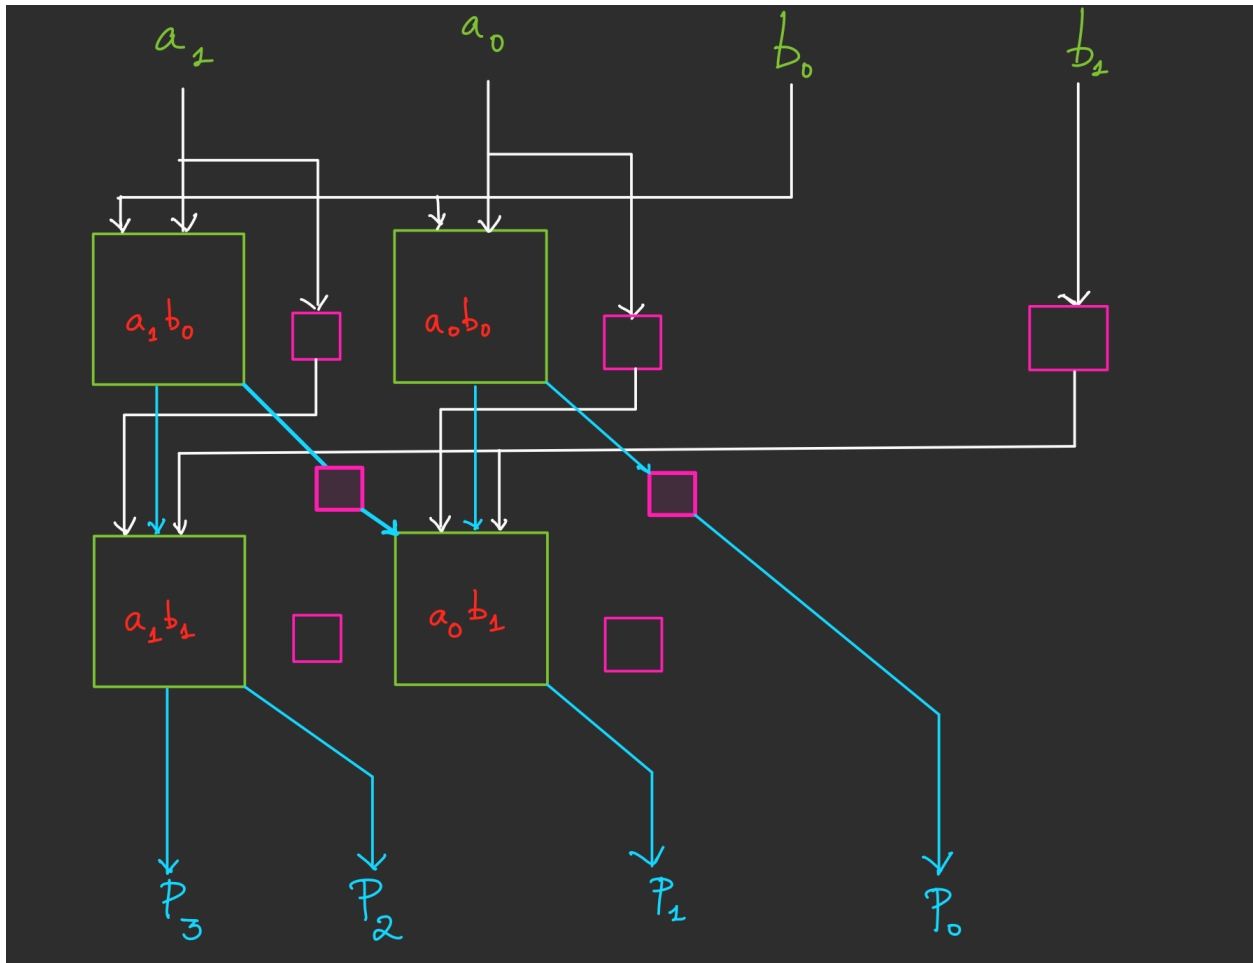 a₁ a₀ b₀ b₁
a₁b₀ a₀b₀
a₁b₁ a₀b₁
P₃ P₂ P₁ P₀